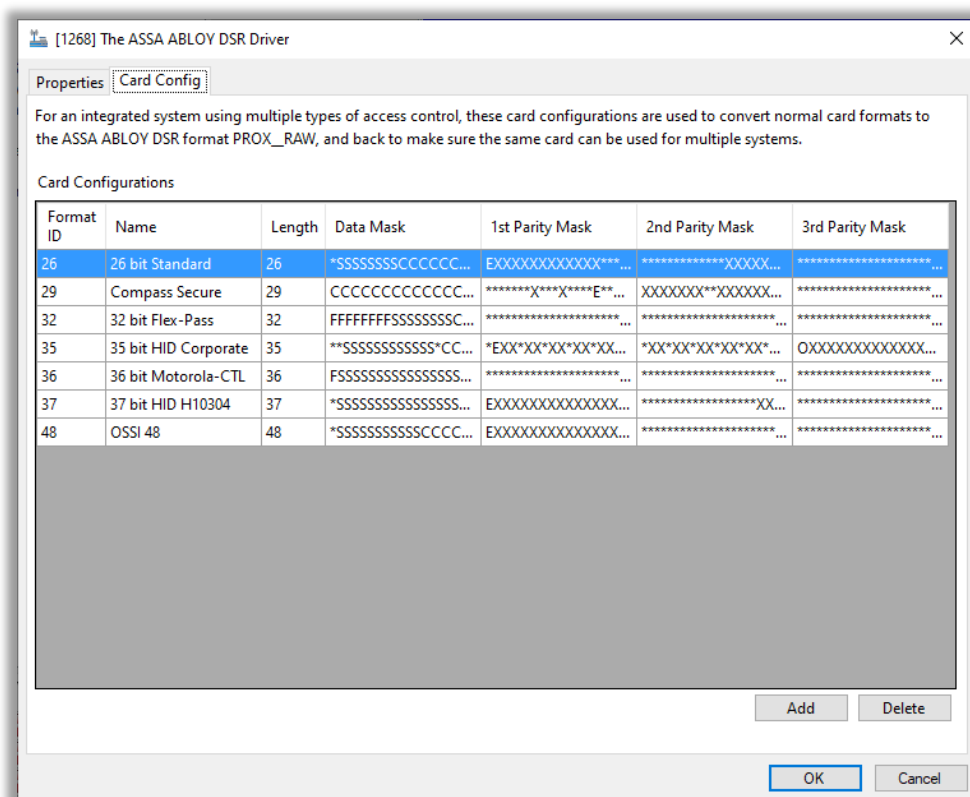 [1268] The ASSA ABLOY DSR Driver
Properties Card Config
For an integrated system using multiple types of access control, these card configurations are used to convert normal card formats to
the ASSA ABLOY DSR format PROX__RAW, and back to make sure the same card can be used for multiple systems.
Card Configurations
Format ID Name Length Data Mask 1st Parity Mask 2nd Parity Mask 3rd Parity Mask
26 26 bit Standard 26 *SSSSSSSSCCCCCC... EXXXXXXXXXXXX***... *************XXXXX... *********************...
29 Compass Secure 29 CCCCCCCCCCCCC... *******X***X****E**... XXXXXXX**XXXXXX... *********************...
32 32 bit Flex-Pass 32 FFFFFFFFSSSSSSSSC... *********************... *********************... *********************...
35 35 bit HID Corporate 35 **SSSSSSSSSSSS*CC... *EXX*XX*XX*XX*XX... *XX*XX*XX*XX*XX*... OXXXXXXXXXXXXX...
36 36 bit Motorola-CTL 36 FSSSSSSSSSSSSSSSS... *********************... *********************... *********************...
37 37 bit HID H10304 37 *SSSSSSSSSSSSSSSS... EXXXXXXXXXXXXXX... ******************XX... *********************...
48 OSSI 48 48 *SSSSSSSSSSSCCCC... EXXXXXXXXXXXXXX... *********************... *********************...
Add Delete
OK Cancel